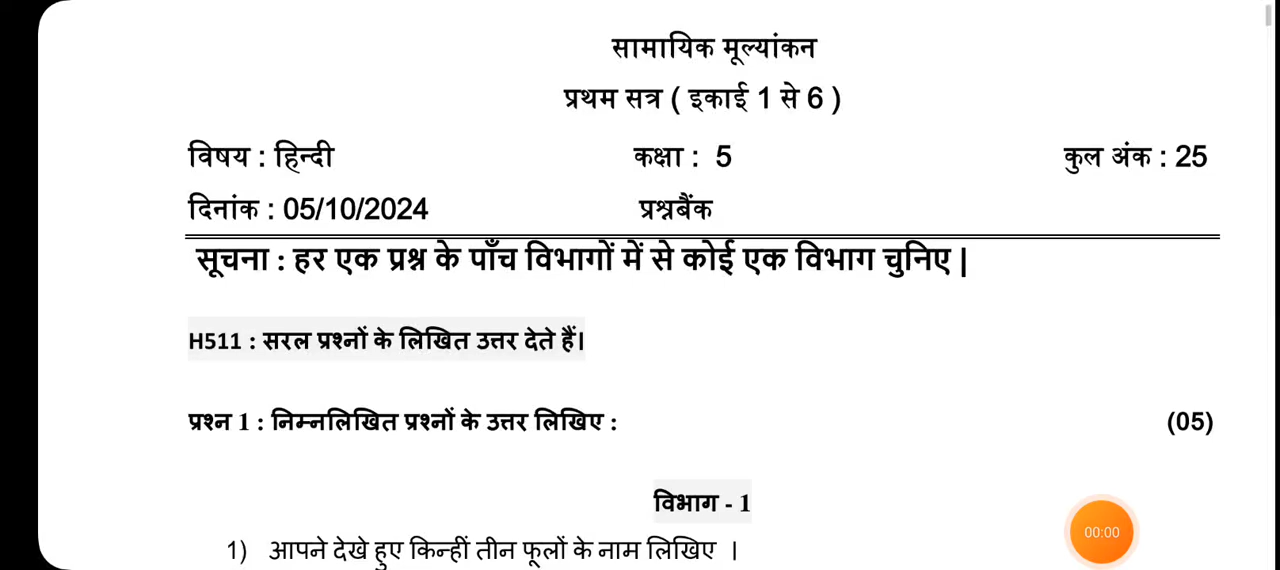 सामायिक मूल्यांकन
प्रथम सत्र ( इकाई 1 से 6 )
विषय : हिन्दी कक्षा : 5 कुल अंक : 25
दिनांक : 05/10/2024 प्रश्नबैंक
सूचना : हर एक प्रश्न के पाँच विभागों में से कोई एक विभाग चुनिए |
H511 : सरल प्रश्नों के लिखित उत्तर देते हैं।
प्रश्न 1 : निम्नलिखित प्रश्नों के उत्तर लिखिए : (05)
विभाग - 1
1) आपने देखे हुए किन्हीं तीन फूलों के नाम लिखिए ।
00:00